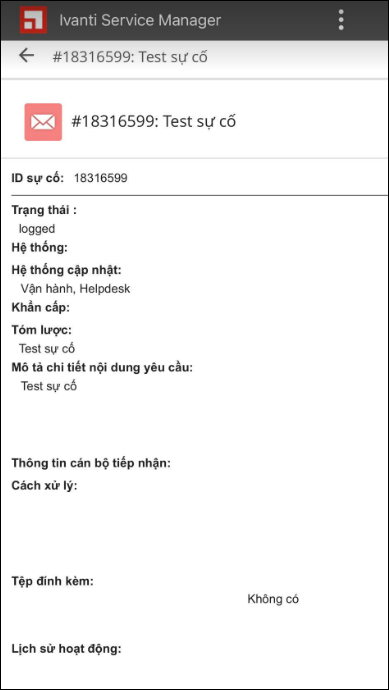 Ivanti Service Manager
#18316599: Test sự cố
#18316599: Test sự cố
ID sự cố: 18316599
Trạng thái :
logged
Hệ thống:
Hệ thống cập nhật:
Vận hành, Helpdesk
Khẩn cấp:
Tóm lược:
Test sự cố
Mô tả chi tiết nội dung yêu cầu:
Test sự cố
Thông tin cán bộ tiếp nhận:
Cách xử lý:
Tệp đính kèm:
Không có
Lịch sử hoạt động: